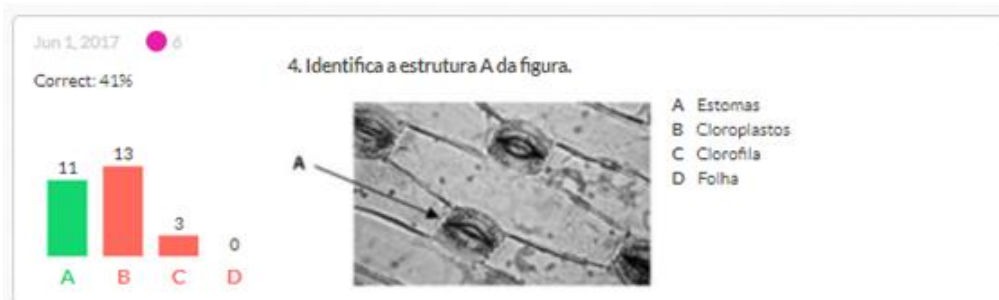 Jun 1, 2017 6
Correct: 41%
11
13
3
0
A B C D
4. Identifica a estrutura A da figura.
A
A Estomas
B Cloroplastos
C Clorofila
D Folha